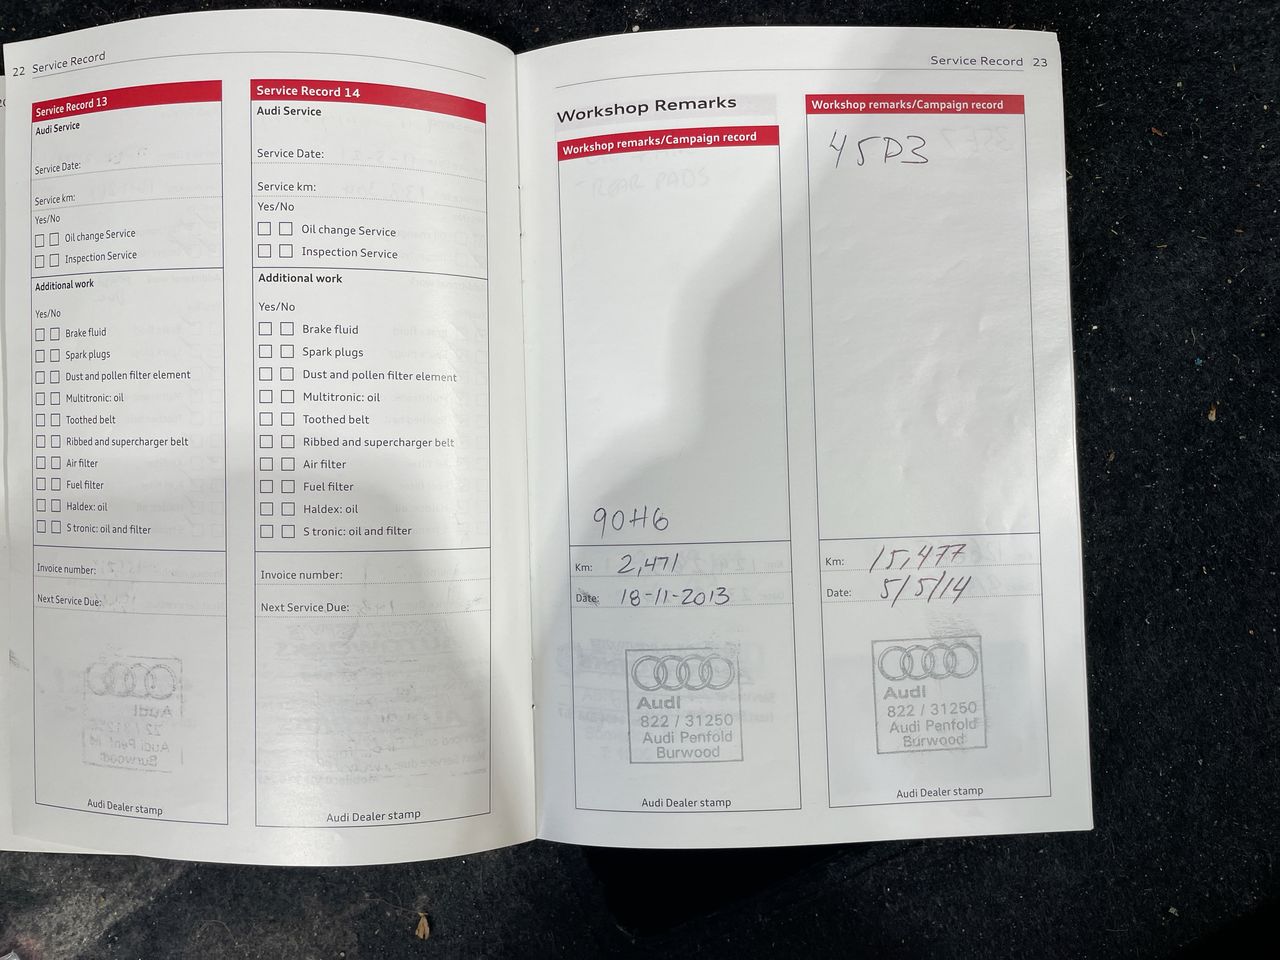 22 Service Record
Service Record 13
Audi Service
Service Date:
Service km:
Yes/No
Oil change Service
Inspection Service
Additional work
Yes/No
Brake fluid
Spark plugs
Dust and pollen filter element
Multitronic: oil
Toothed belt
Ribbed and supercharger belt
Air filter
Fuel filter
Haldex: oil
S tronic: oil and filter
Invoice number:
Next Service Due:
Audi Dealer stamp
Service Record 14
Audi Service
Service Date:
Service km:
Yes/No
Oil change Service
Inspection Service
Additional work
Yes/No
Brake fluid
Spark plugs
Dust and pollen filter element
Multitronic: oil
Toothed belt
Ribbed and supercharger belt
Air filter
Fuel filter
Haldex: oil
S tronic: oil and filter
Invoice number:
Next Service Due:
Audi Dealer stamp
Service Record 23
Workshop Remarks
Workshop remarks/Campaign record
- REAR PADS
90H6
Km: 2,471
Date: 18-11-2013
Audi
822 / 31250
Audi Penfold
Burwood
Audi Dealer stamp
Workshop remarks/Campaign record
45D3
Km: 15,477
Date: 5/5/14
Audi
822 / 31250
Audi Penfold
Burwood
Audi Dealer stamp